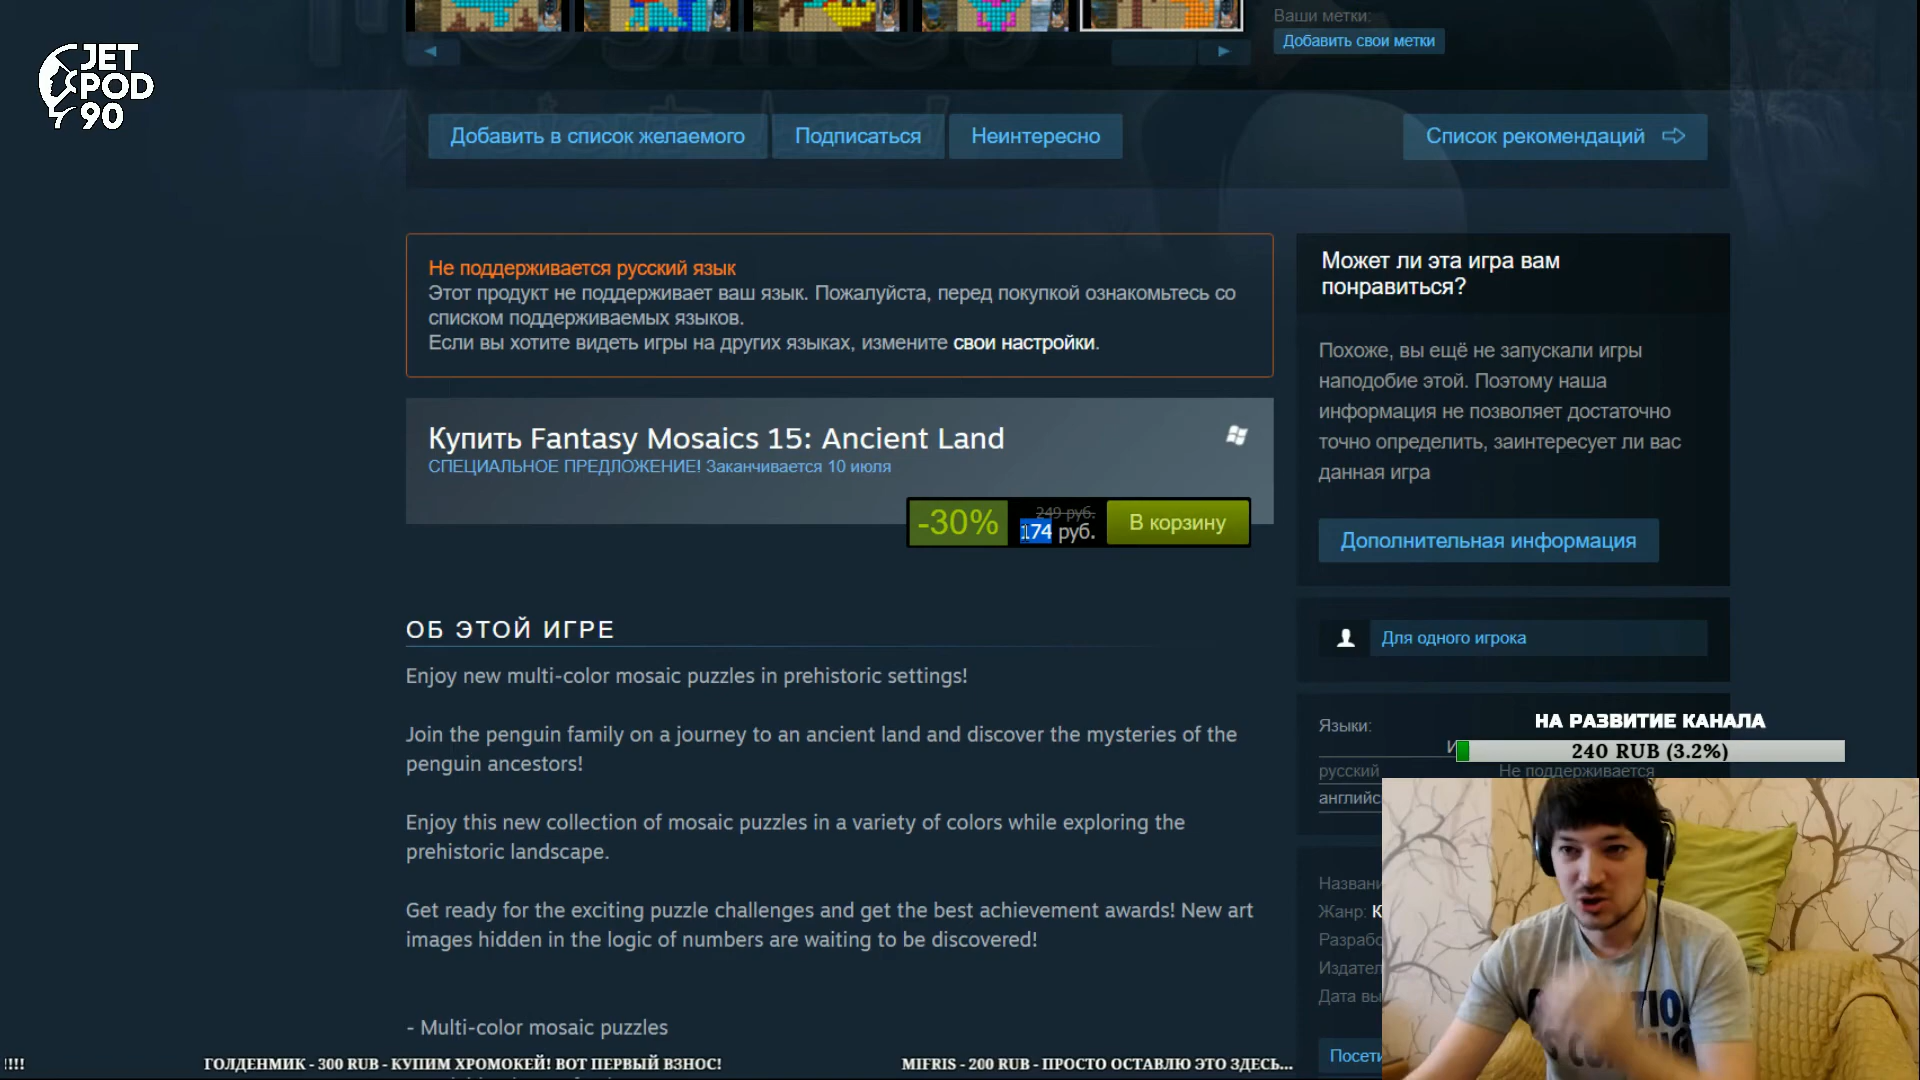 JET
POD
90
Ваши метки:
Добавить свои метки
Добавить в список желаемого
Подписаться
Неинтересно
Список рекомендаций
Не поддерживается русский язык
Этот продукт не поддерживает ваш язык. Пожалуйста, перед покупкой ознакомьтесь со
списком поддерживаемых языков.
Если вы хотите видеть игры на других языках, измените свои настройки.
Купить Fantasy Mosaics 15: Ancient Land
СПЕЦИАЛЬНОЕ ПРЕДЛОЖЕНИЕ! Заканчивается 10 июля
-30%
249 руб.
174 руб.
В корзину
ОБ ЭТОЙ ИГРЕ
Enjoy new multi-color mosaic puzzles in prehistoric settings!
Join the penguin family on a journey to an ancient land and discover the mysteries of the
penguin ancestors!
Enjoy this new collection of mosaic puzzles in a variety of colors while exploring the
prehistoric landscape.
Get ready for the exciting puzzle challenges and get the best achievement awards! New art
images hidden in the logic of numbers are waiting to be discovered!
- Multi-color mosaic puzzles
Может ли эта игра вам
понравиться?
Похоже, вы ещё не запускали игры
наподобие этой. Поэтому наша
информация не позволяет достаточно
точно определить, заинтересует ли вас
данная игра
Дополнительная информация
Для одного игрока
Языки:
НА РАЗВИТИЕ КАНАЛА
240 RUB (3.2%)
русский
Не поддерживается
английс
Названи
Жанр: К
Разрабо
Издател
Дата вы
Посети
!!!!
ГОЛДЕНМИК - 300 RUB - КУПИМ ХРОМОКЕЙ! ВОТ ПЕРВЫЙ ВЗНОС!
MIFRIS - 200 RUB - ПРОСТО ОСТАВЛЮ ЭТО ЗДЕСЬ...